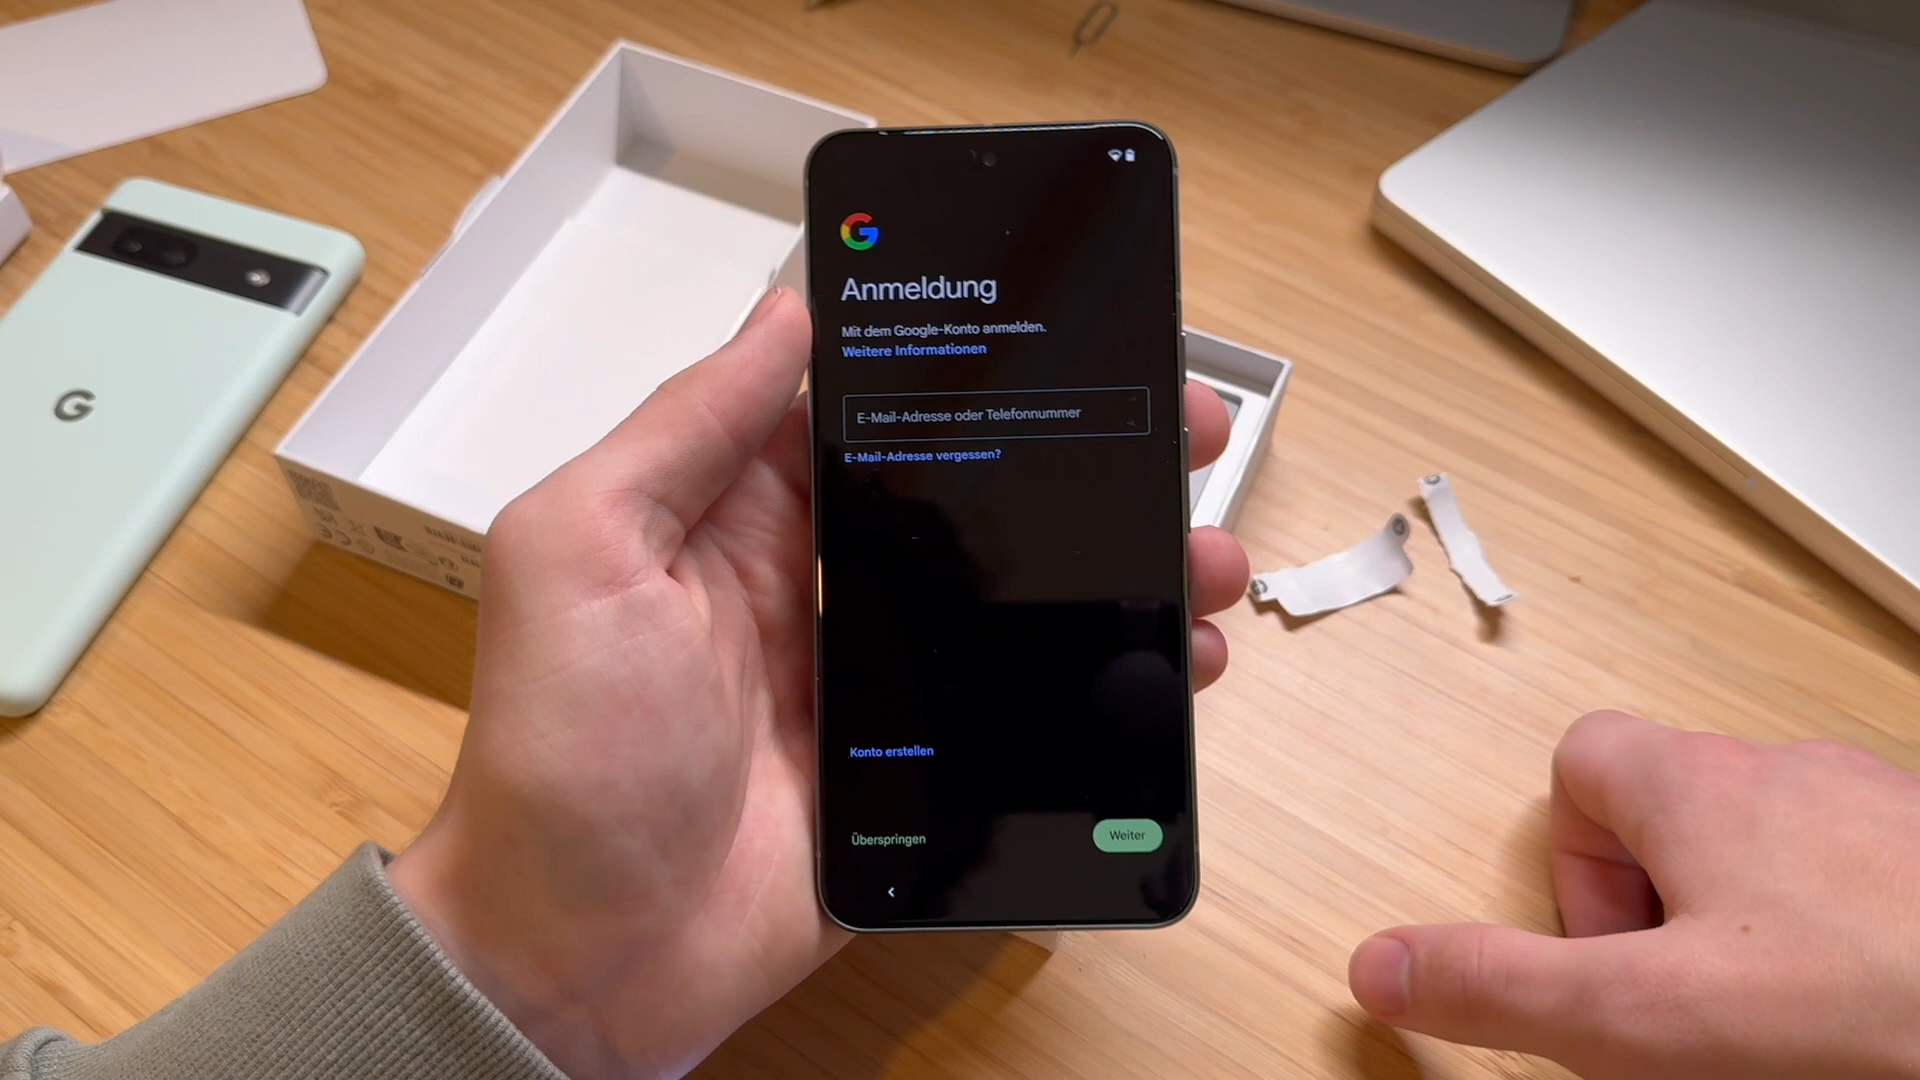 Anmeldung
Mit dem Google-Konto anmelden.
Weitere Informationen
E-Mail-Adresse oder Telefonnummer
E-Mail-Adresse vergessen?
Konto erstellen
Überspringen
Weiter